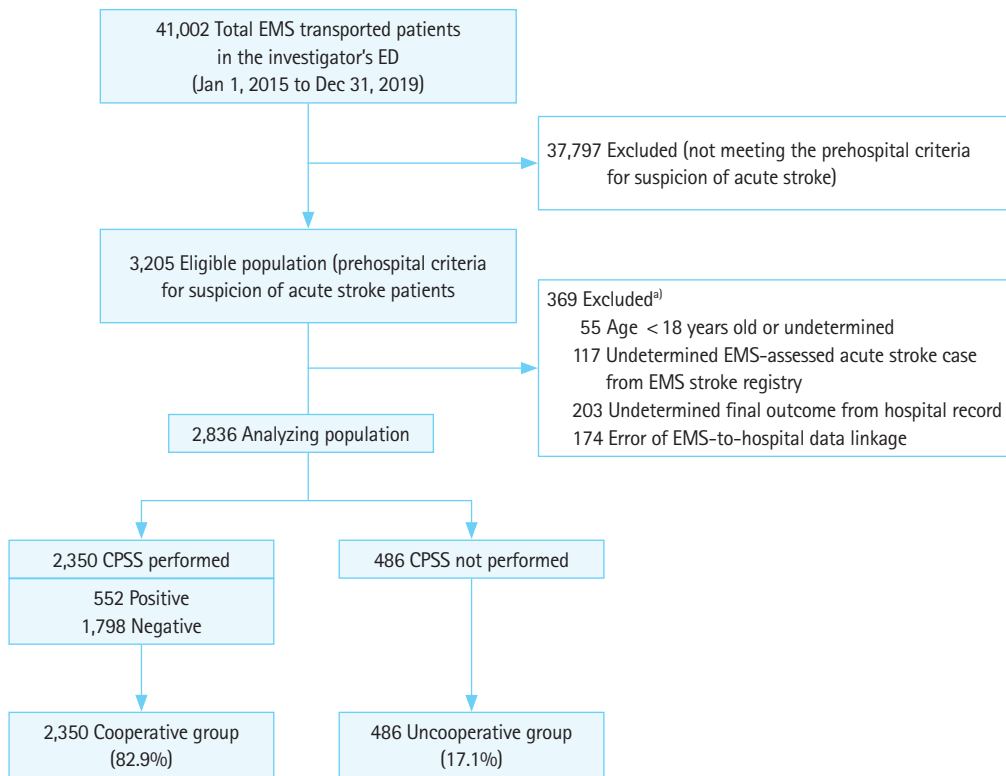 41,002 Total EMS transported patients
in the investigator's ED
(Jan 1, 2015 to Dec 31, 2019)
37,797 Excluded (not meeting the prehospital criteria
for suspicion of acute stroke)
3,205 Eligible population (prehospital criteria
for suspicion of acute stroke patients
369 Excludedᵃ⁾
55 Age <18 years old or undetermined
117 Undetermined EMS-assessed acute stroke case
from EMS stroke registry
203 Undetermined final outcome from hospital record
174 Error of EMS-to-hospital data linkage
2,836 Analyzing population
2,350 CPSS performed
552 Positive
1,798 Negative
486 CPSS not performed
2,350 Cooperative group
(82.9%)
486 Uncooperative group
(17.1%)